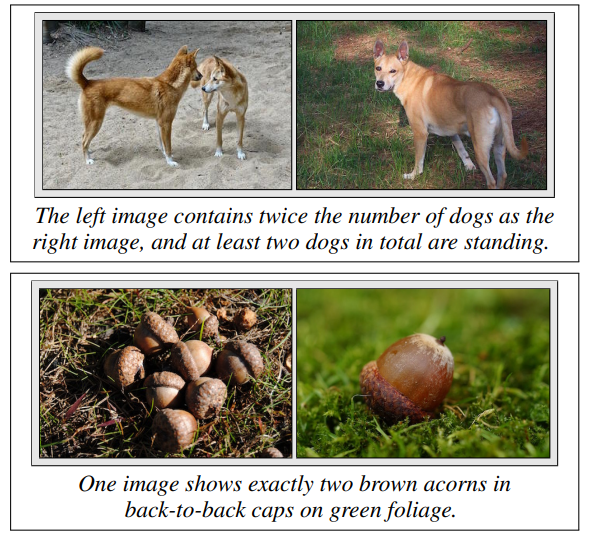 The left image contains twice the number of dogs as the
right image, and at least two dogs in total are standing.
One image shows exactly two brown acorns in
back-to-back caps on green foliage.